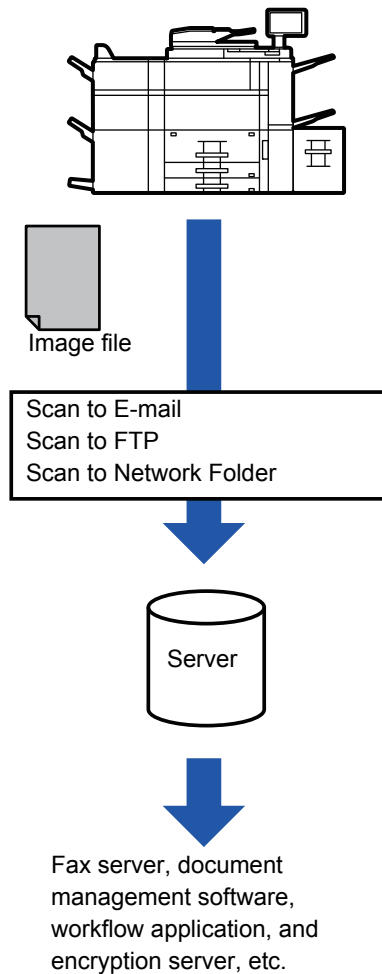 Image file
Scan to E-mail
Scan to FTP
Scan to Network Folder
Server
Fax server, document
management software,
workflow application, and
encryption server, etc.